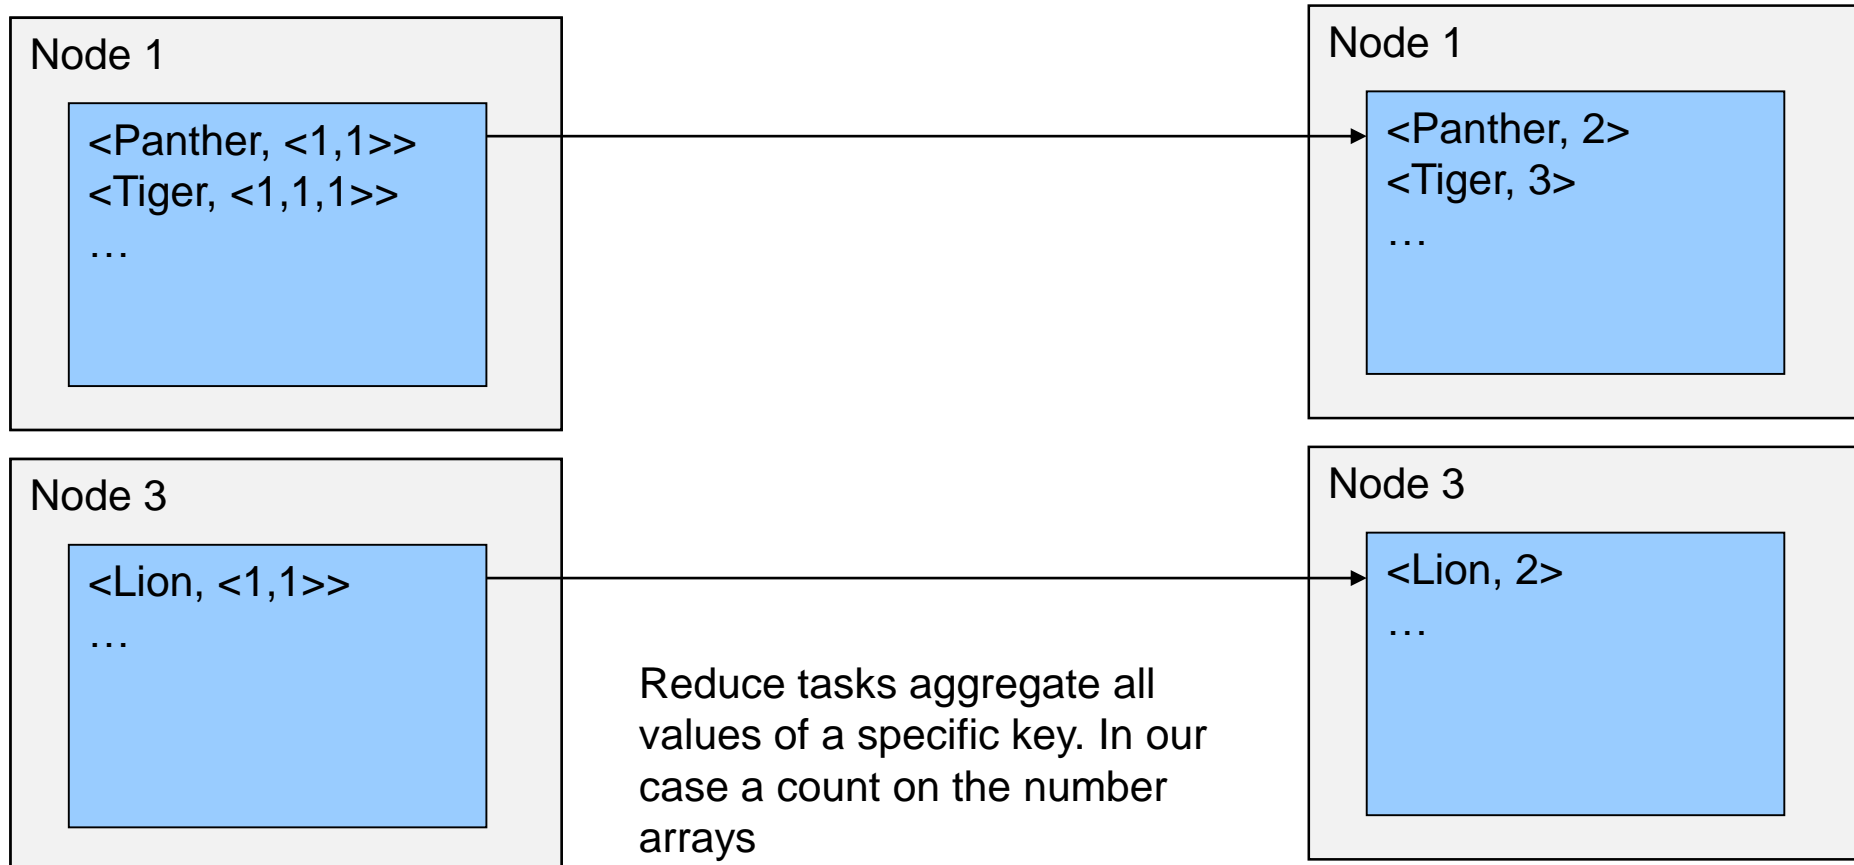 Node 1
<Panther, <1,1>>
<Tiger, <1,1,1>>
…
Node 1
<Panther, 2>
<Tiger, 3>
…
Node 3
<Lion, <1,1>>
…
Node 3
<Lion, 2>
…
Reduce tasks aggregate all
values of a specific key. In our
case a count on the number
arrays